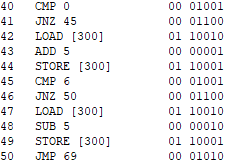 40 CMP 0 00 01001
41 JNZ 45 00 01100
42 LOAD [300] 01 10010
43 ADD 5 00 00001
44 STORE [300] 01 10001
45 CMP 6 00 01001
46 JNZ 50 00 01100
47 LOAD [300] 01 10010
48 SUB 5 00 00010
49 STORE [300] 01 10001
50 JMP 69 00 01010